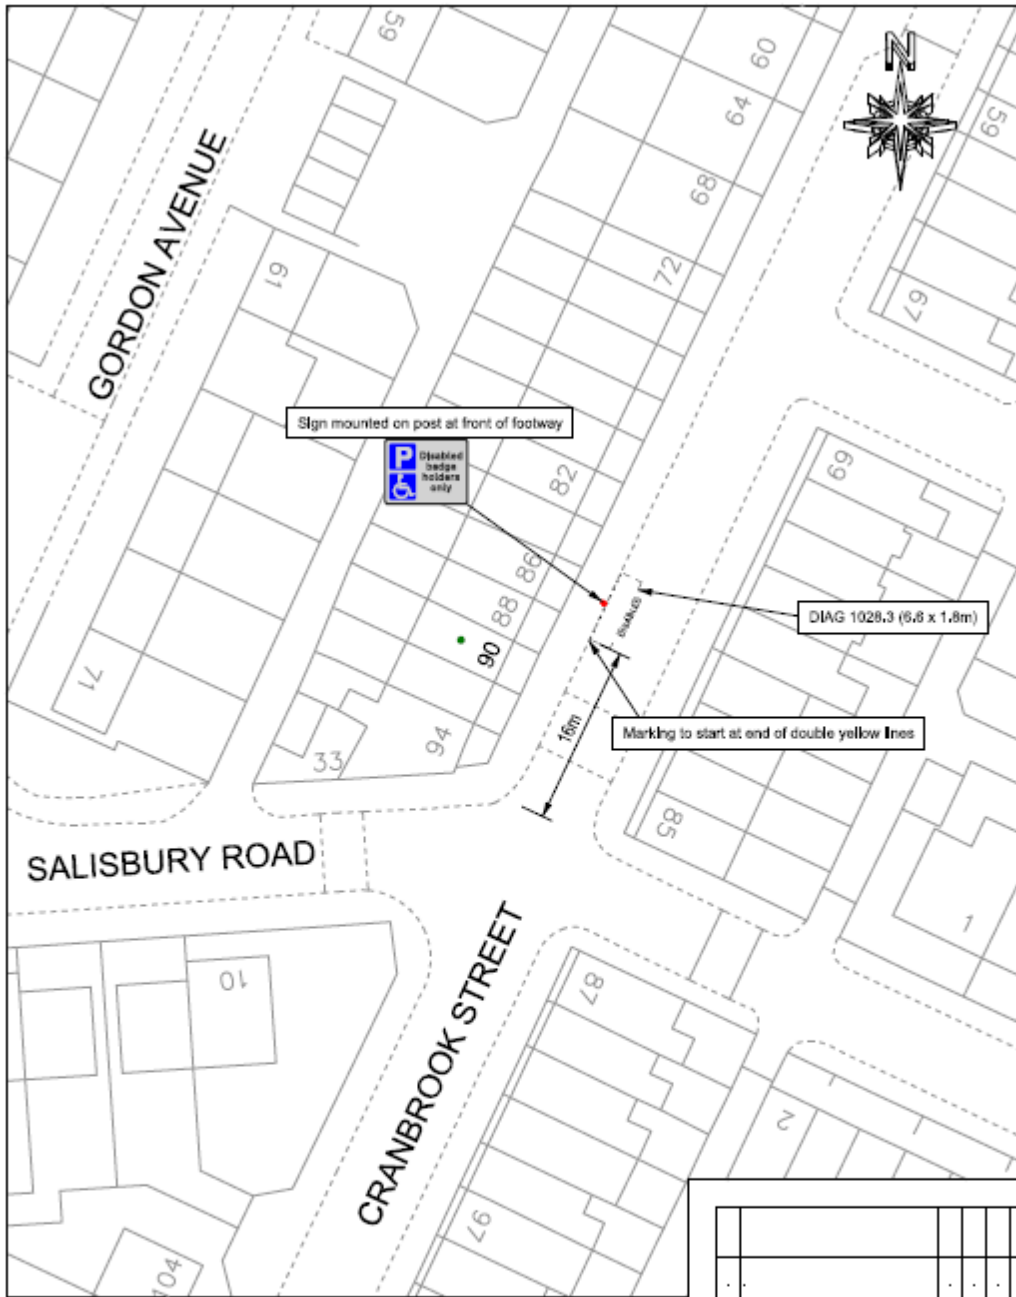 N
59
60
64
59
68
GORDON AVENUE
72
61
67
Sign mounted on post at front of footway
P Disabled
badge
holders
only
69
82
86
DISABLED
DIAG 1028.3 (6.6 x 1.8m)
88
90
71
16m
Marking to start at end of double yellow lines
94
33
85
SALISBURY ROAD
1
CRANBROOK STREET
10
87
2
97
104